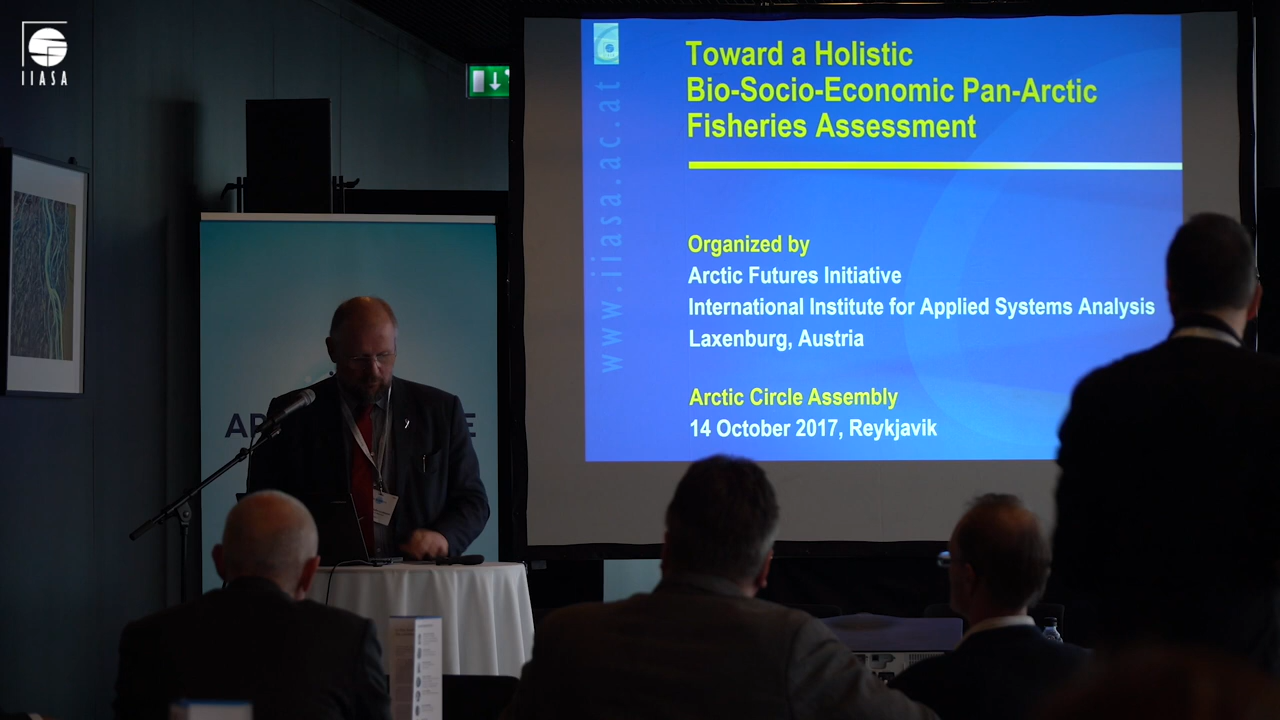 IIASA
Toward a Holistic
Bio-Socio-Economic Pan-Arctic
Fisheries Assessment
www.iiasa.ac.at
Organized by
Arctic Futures Initiative
International Institute for Applied Systems Analysis
Laxenburg, Austria
Arctic Circle Assembly
14 October 2017, Reykjavik